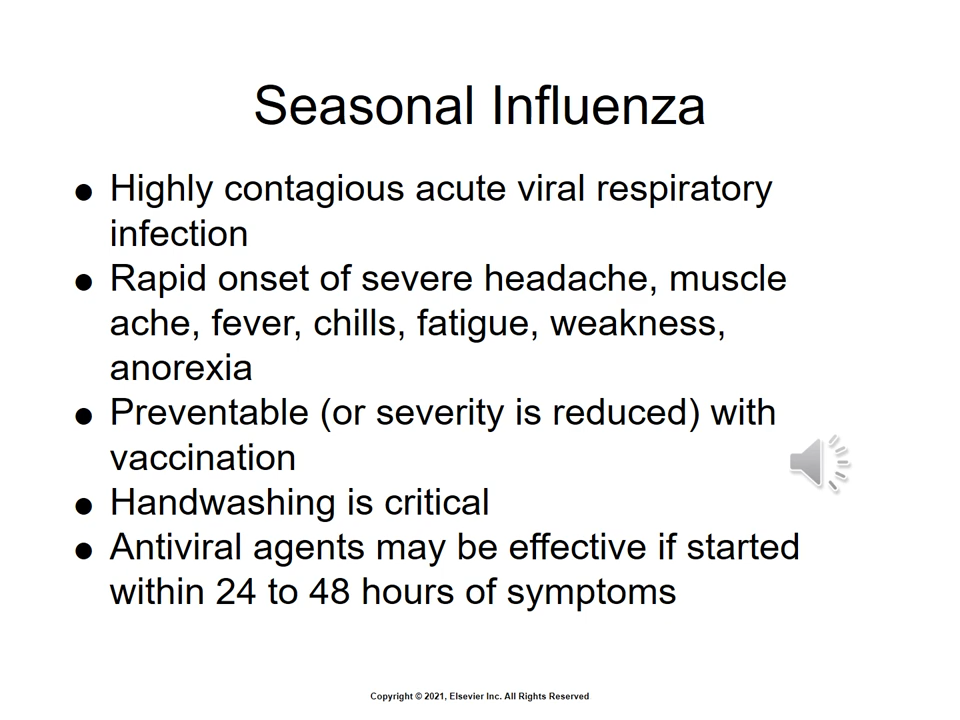 Seasonal Influenza
● Highly contagious acute viral respiratory
infection
● Rapid onset of severe headache, muscle
ache, fever, chills, fatigue, weakness,
anorexia
● Preventable (or severity is reduced) with
vaccination
● Handwashing is critical
● Antiviral agents may be effective if started
within 24 to 48 hours of symptoms
Copyright © 2021, Elsevier Inc. All Rights Reserved